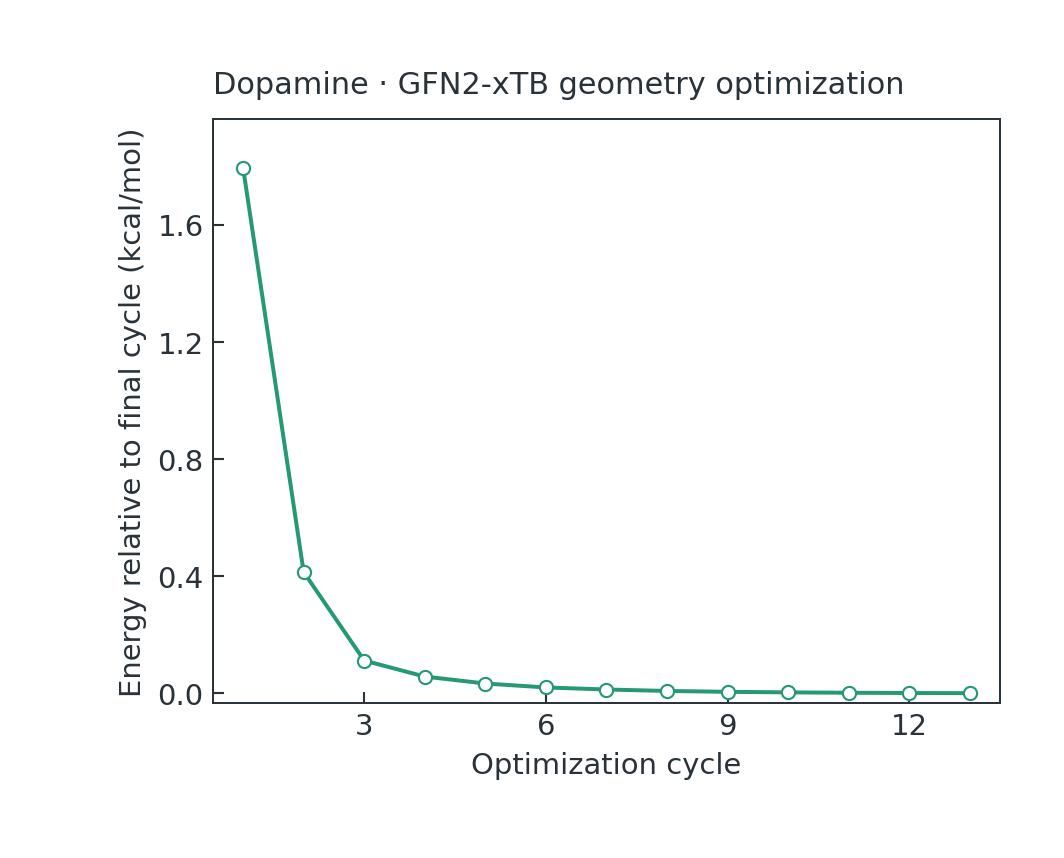 Dopamine · GFN2-xTB geometry optimization
Energy relative to final cycle (kcal/mol)
1.6
1.2
0.8
0.4
0.0
3 6 9 12
Optimization cycle